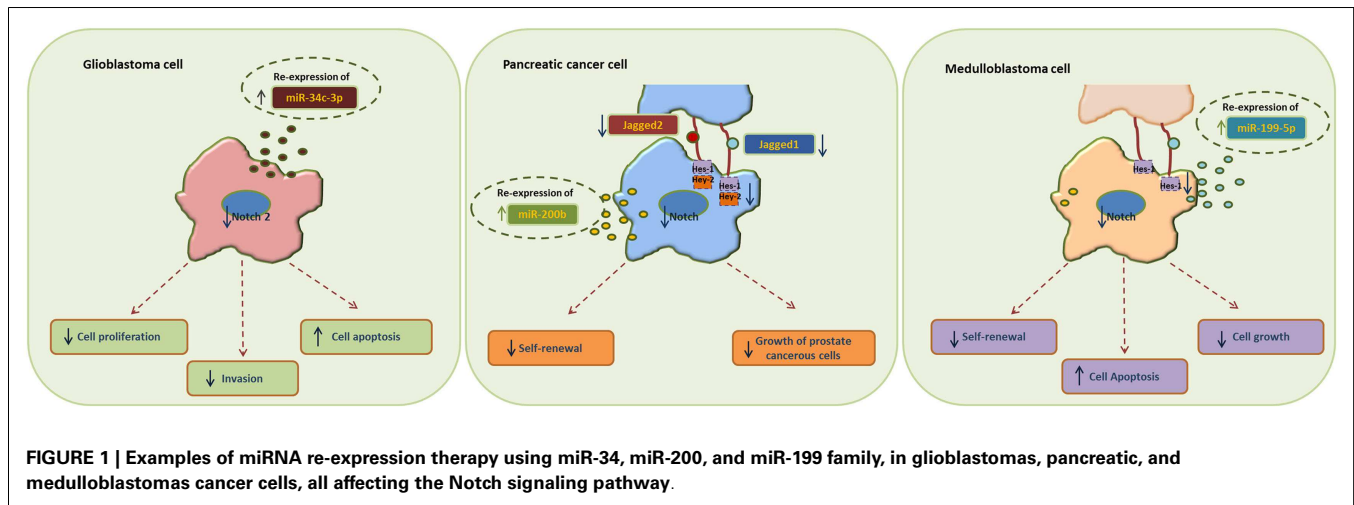 Glioblastoma cell
Re-expression of
↑ miR-34c-3p
↓ Notch 2
↓ Cell proliferation
↓ Invasion
↑ Cell apoptosis
Pancreatic cancer cell
↓ Jagged2
Jagged1 ↓
Hes-1
Hey-2
Hes-1
Hey-2 ↓
Re-expression of
↑ miR-200b
↓ Notch
↓ Self-renewal
↓ Growth of prostate
cancerous cells
Medulloblastoma cell
Re-expression of
↑ miR-199-5p
Hes-1
Hes-1 ↓
↓ Notch
↓ Self-renewal
↑ Cell Apoptosis
↓ Cell growth
FIGURE 1 | Examples of miRNA re-expression therapy using miR-34, miR-200, and miR-199 family, in glioblastomas, pancreatic, and
medulloblastomas cancer cells, all affecting the Notch signaling pathway.